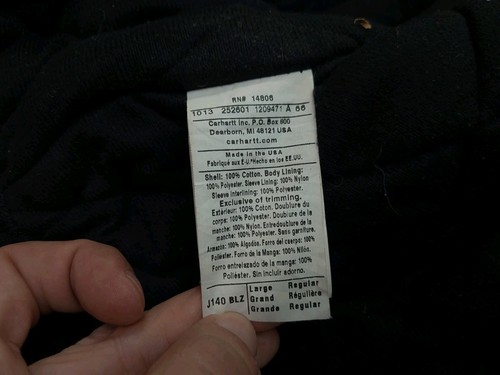 RN# 14806
1013 252601 1209471 A 66
Carhartt Inc. P.O. Box 600
Dearborn, MI 48121 USA
carhartt.com
Made in the USA
Fabriqué aux É-U.*Hecho en los EE.UU.
Shell: 100% Cotton. Body Lining:
100% Polyester. Sleeve Lining: 100% Nylon
Sleeve Interlining: 100% Polyester.
Exclusive of trimming.
Extérieur: 100% Coton. Doublure du
corps: 100% Polyester. Doublure de la
manche: 100% Nylon. Entredoublure de la
manche: 100% Polyester. Sans garniture.
Armazón: 100% Algodón. Forro del cuerpo: 100%
Poliéster. Forro de la Manga: 100% Nilón.
Forro entrelazado de la manga: 100%
Poliéster. Sin incluir adorno.
J140 BLZ
Large Regular
Grand Régulière
Grande Regular